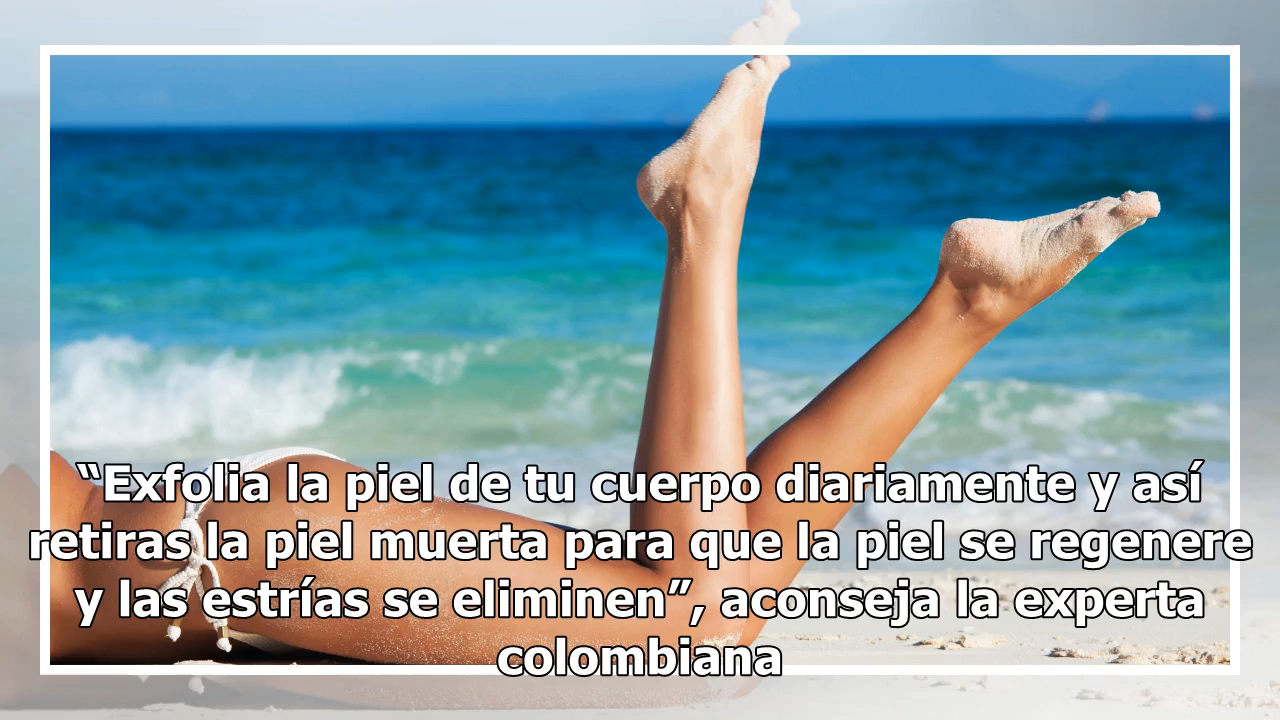 “Exfolia la piel de tu cuerpo diariamente y así
retiras la piel muerta para que la piel se regenere
y las estrías se eliminen”, aconseja la experta
colombiana